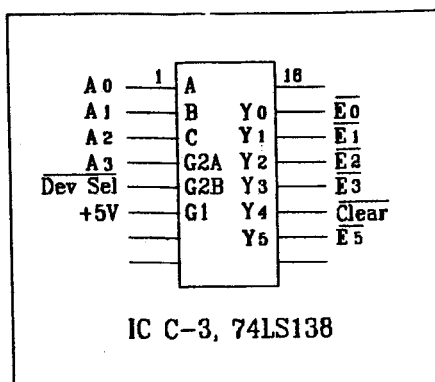 1 16
A0 A
A1 B Y0 E0
A2 C Y1 E1
A3 G2A Y2 E2
Dev Sel G2B Y3 E3
+5V G1 Y4 Clear
Y5 E5
IC C-3, 74LS138